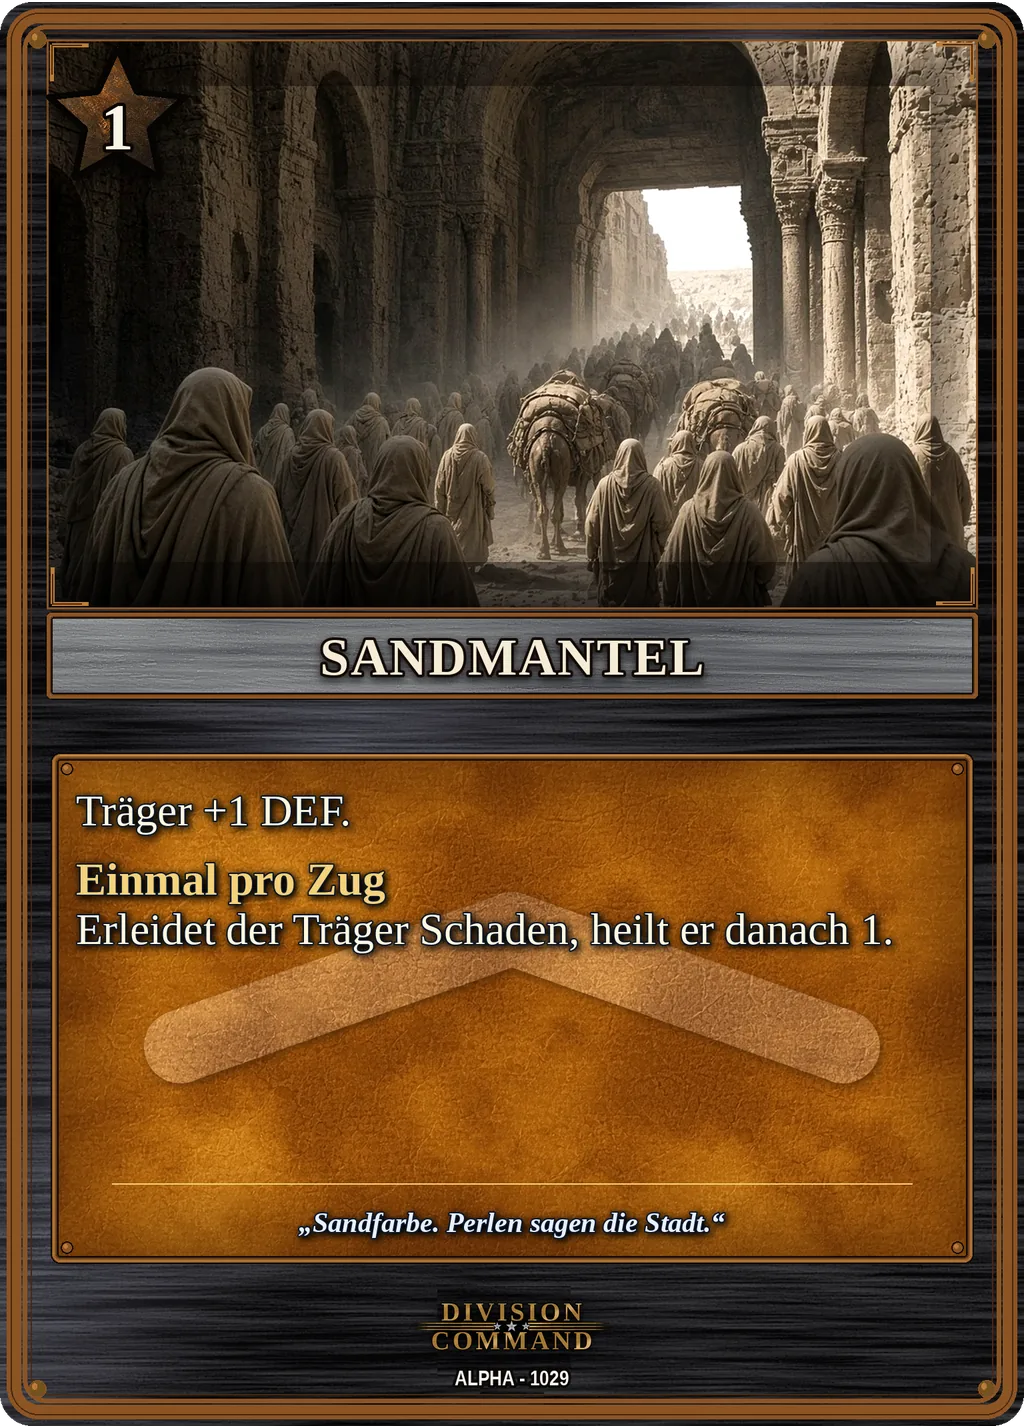 1
SANDMANTEL
Träger +1 DEF.
Einmal pro Zug
Erleidet der Träger Schaden, heilt er danach 1.
„Sandfarbe. Perlen sagen die Stadt.“
DIVISION
COMMAND
ALPHA - 1029